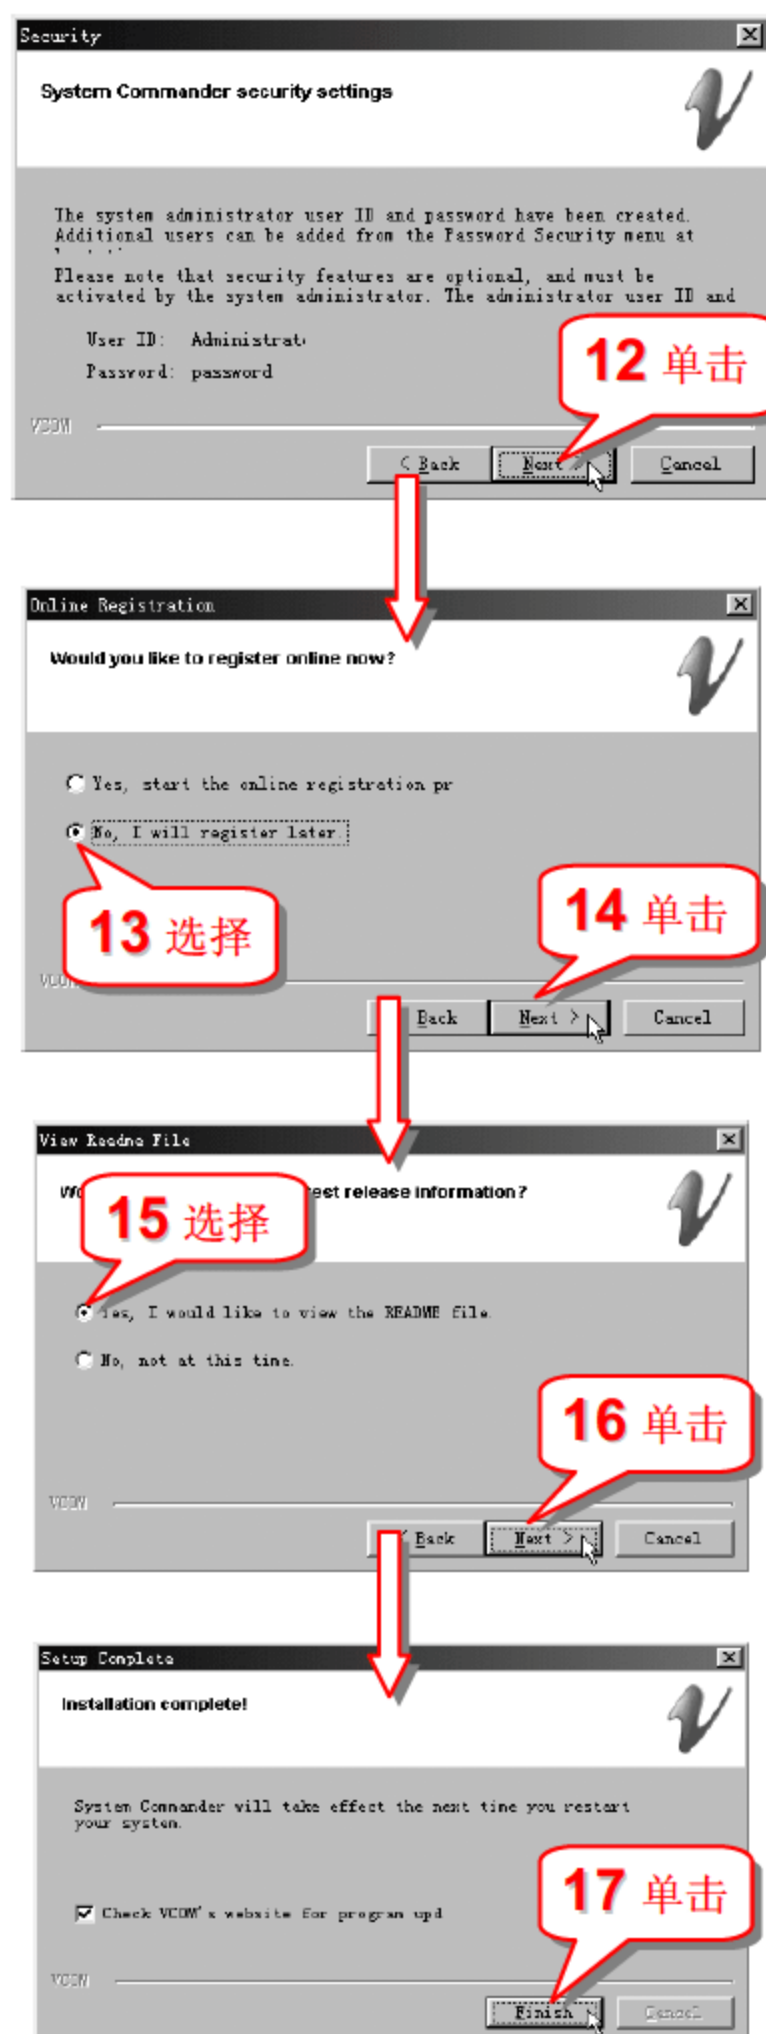 Security
System Commander security settings
The system administrator user ID and password have been created.
Additional users can be added from the Password Security menu at
Please note that security features are optional, and must be
activated by the system administrator. The administrator user ID and
User ID: Administrat
Password: password
12 单击
VCOM
< Back Next > Cancel
Online Registration
Would you like to register online now?
Yes, start the online registration pr
No, I will register later.
13 选择
14 单击
VCOM
Back Next > Cancel
View Readme File
Wo est release information?
15 选择
Yes, I would like to view the README file.
No, not at this time.
16 单击
VCOM
< Back Next > Cancel
Setup Complete
Installation complete!
System Commander will take effect the next time you restart
your system.
17 单击
Check VCOM's website for program upd
VCOM
Finish Cancel